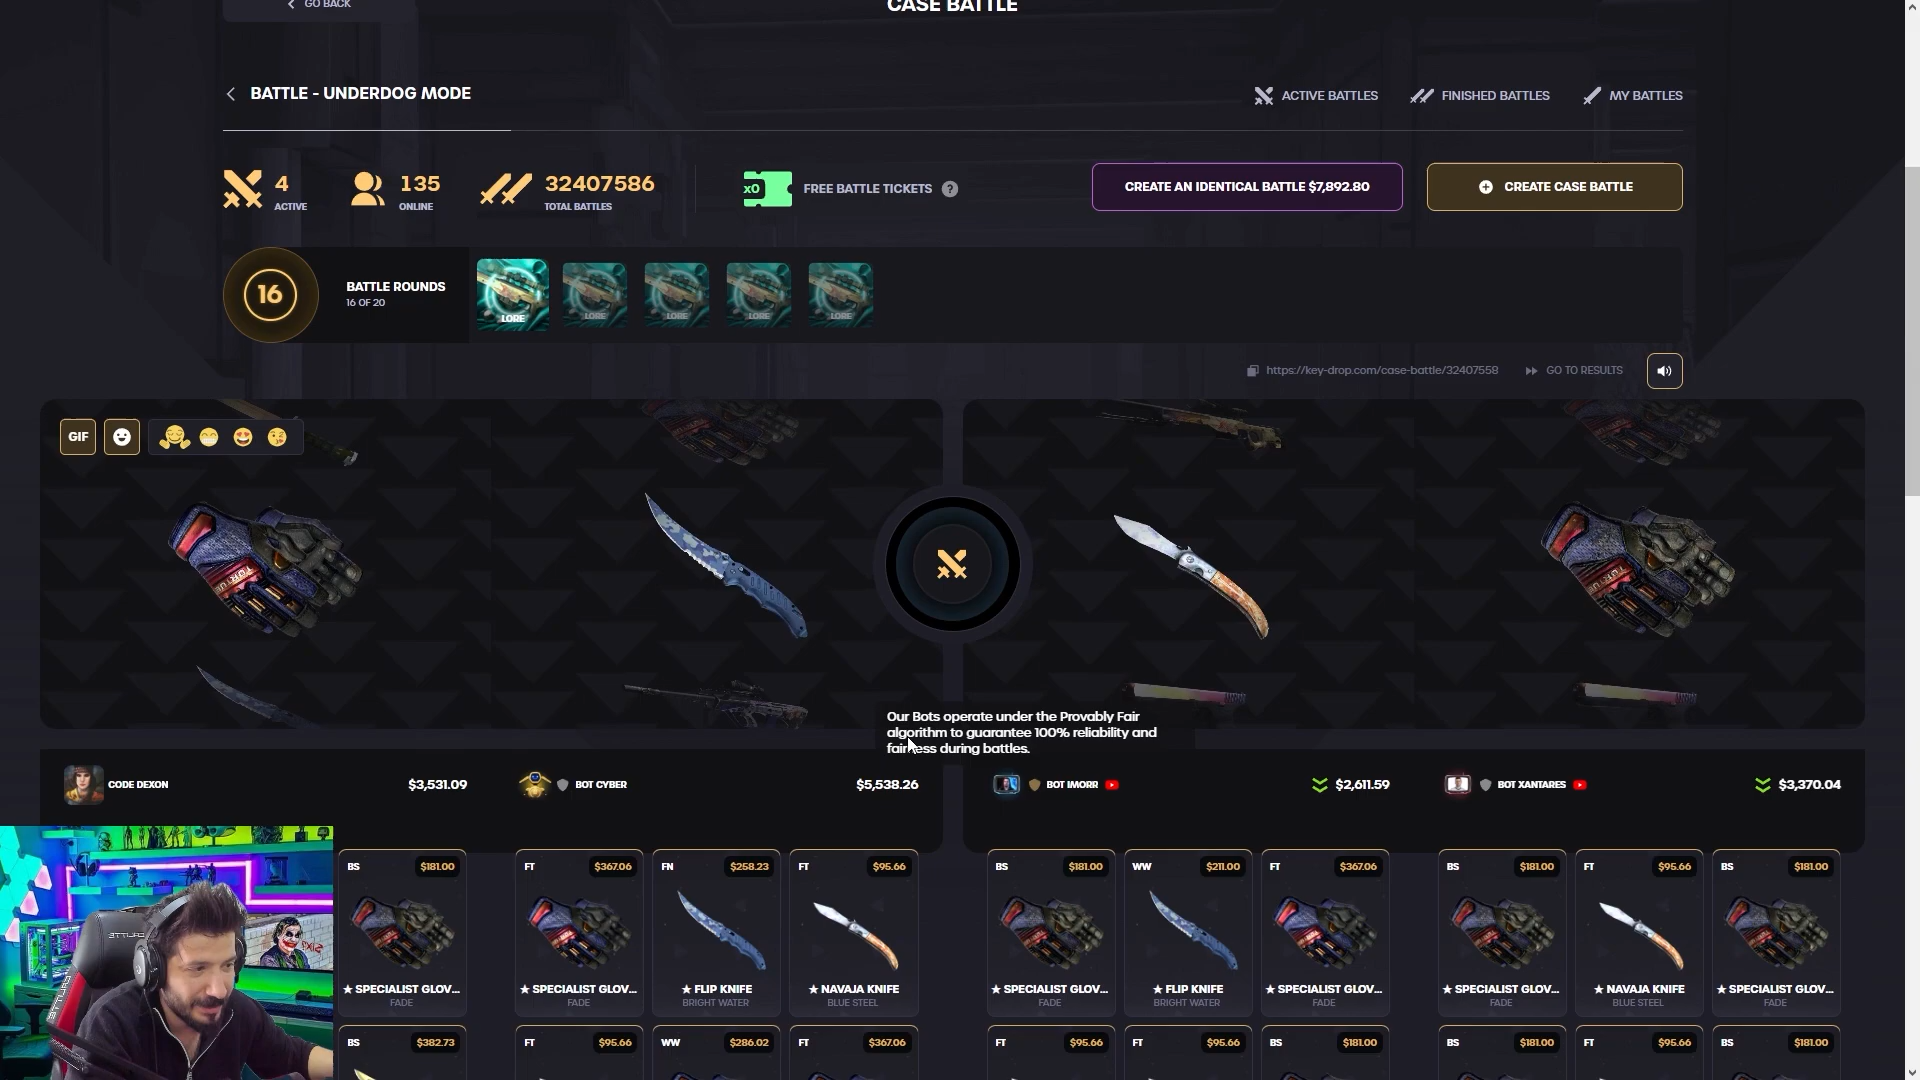 GO BACK
CASE BATTLE
BATTLE - UNDERDOG MODE
ACTIVE BATTLES
FINISHED BATTLES
MY BATTLES
4
ACTIVE
135
ONLINE
32407586
TOTAL BATTLES
x0
FREE BATTLE TICKETS
?
CREATE AN IDENTICAL BATTLE $7,892.80
CREATE CASE BATTLE
16
BATTLE ROUNDS
16 OF 20
LORE
LORE
LORE
LORE
LORE
https://key-drop.com/case-battle/32407558
GO TO RESULTS
GIF
Our Bots operate under the Provably Fair
algorithm to guarantee 100% reliability and
fairness during battles.
CODE DEXON
$3,531.09
BOT CYBER
$5,538.26
BOT IMORR
$2,611.59
BOT XANTARES
$3,370.04
BS $181.00
FT $367.06
FN $258.23
FT $95.66
BS $181.00
WW $211.00
FT $367.06
BS $181.00
FT $95.66
BS $181.00
★ SPECIALIST GLOV...
FADE
★ SPECIALIST GLOV...
FADE
★ FLIP KNIFE
BRIGHT WATER
★ NAVAJA KNIFE
BLUE STEEL
★ SPECIALIST GLOV...
FADE
★ FLIP KNIFE
BRIGHT WATER
★ SPECIALIST GLOV...
FADE
★ SPECIALIST GLOV...
FADE
★ NAVAJA KNIFE
BLUE STEEL
★ SPECIALIST GLOV...
FADE
BS $382.73
FT $95.66
WW $286.02
FT $367.06
FT $95.66
FT $95.66
BS $181.00
BS $181.00
FT $95.66
BS $181.00